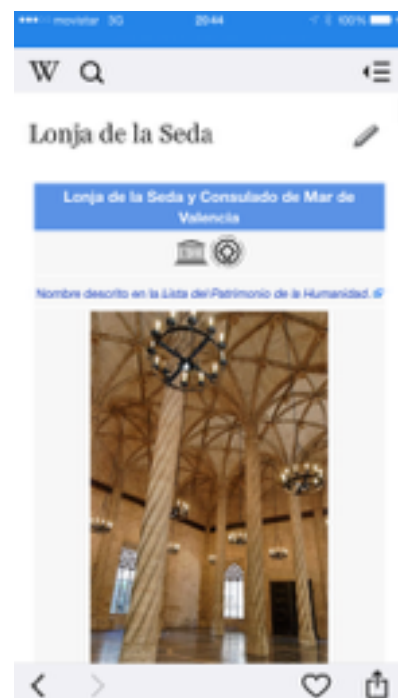 movistar 3G 20:44 100%
W
Lonja de la Seda
Lonja de la Seda y Consulado de Mar de
Valencia
Nombre descrito en la Lista del Patrimonio de la Humanidad.